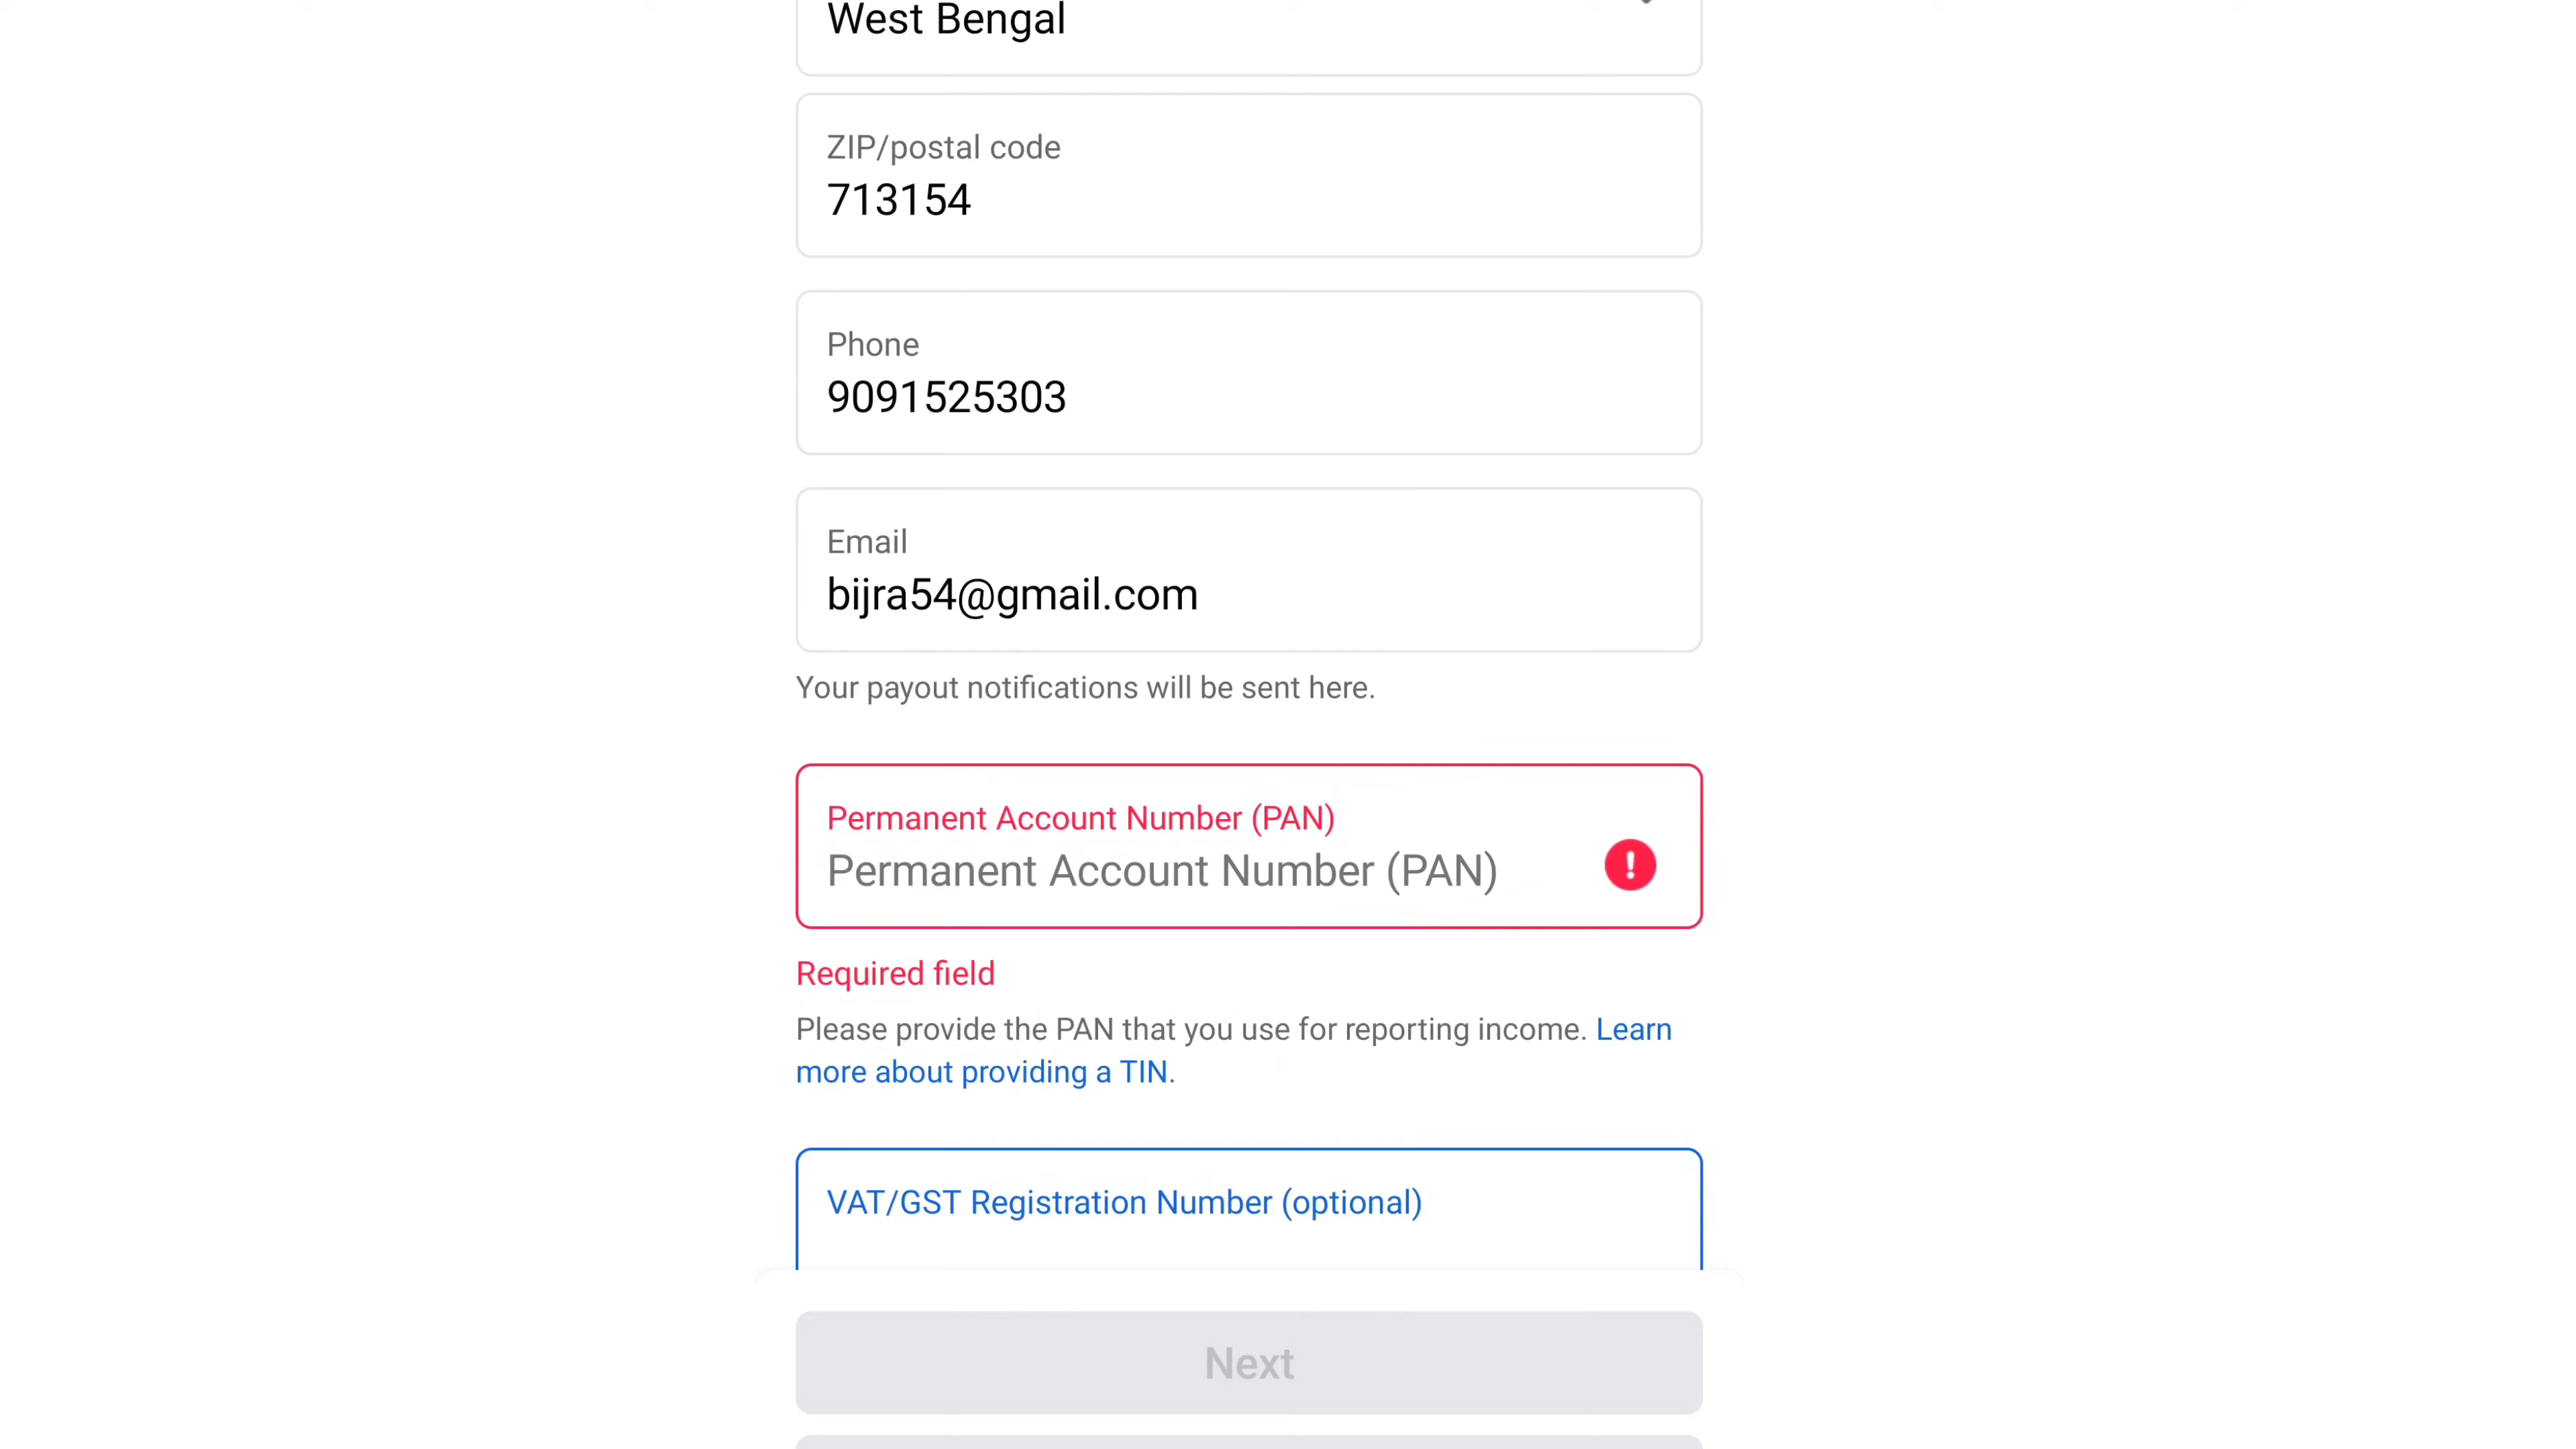 West Bengal
ZIP/postal code
713154
Phone
9091525303
Email
bijra54@gmail.com
Your payout notifications will be sent here.
Permanent Account Number (PAN)
Permanent Account Number (PAN)
!
Required field
Please provide the PAN that you use for reporting income. Learn
more about providing a TIN.
VAT/GST Registration Number (optional)
Next